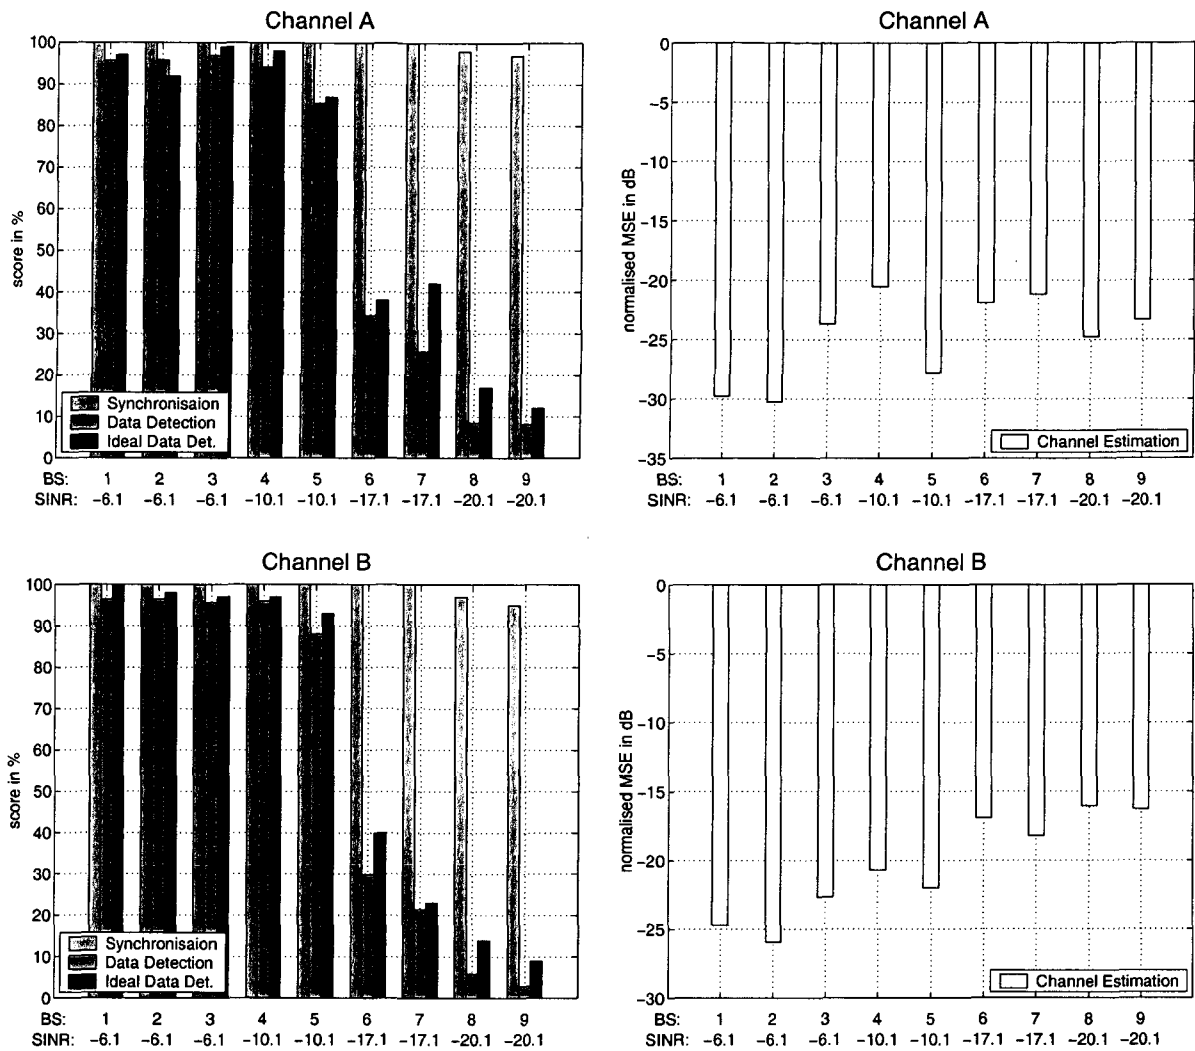 Channel A
100
90
80
70
60
50
40
30
20
10
0
score in %
Synchronisaion
Data Detection
Ideal Data Det.
BS: 1 2 3 4 5 6 7 8 9
SINR: −6.1 −6.1 −6.1 −10.1 −10.1 −17.1 −17.1 −20.1 −20.1
Channel A
0
−5
−10
−15
−20
−25
−30
−35
normalised MSE in dB
Channel Estimation
BS: 1 2 3 4 5 6 7 8 9
SINR: −6.1 −6.1 −6.1 −10.1 −10.1 −17.1 −17.1 −20.1 −20.1
Channel B
100
90
80
70
60
50
40
30
20
10
0
score in %
Synchronisaion
Data Detection
Ideal Data Det.
BS: 1 2 3 4 5 6 7 8 9
SINR: −6.1 −6.1 −6.1 −10.1 −10.1 −17.1 −17.1 −20.1 −20.1
Channel B
0
−5
−10
−15
−20
−25
−30
normalised MSE in dB
Channel Estimation
BS: 1 2 3 4 5 6 7 8 9
SINR: −6.1 −6.1 −6.1 −10.1 −10.1 −17.1 −17.1 −20.1 −20.1